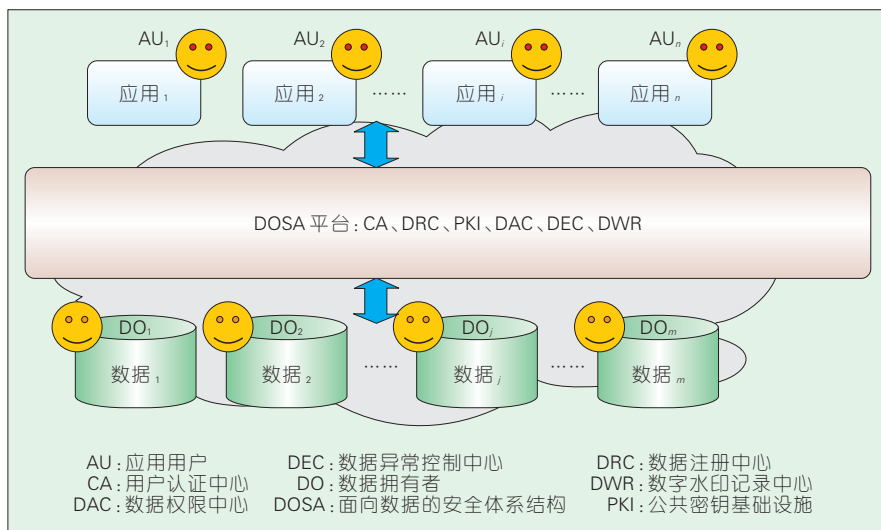 AU₁ AU₂ AUᵢ AUₙ
应用₁ 应用₂ …… 应用ᵢ …… 应用ₙ
DOSA 平台:CA、DRC、PKI、DAC、DEC、DWR
DO₁ DO₂ DOⱼ DOₘ
数据₁ 数据₂ …… 数据ⱼ …… 数据ₘ
AU:应用用户 DEC:数据异常控制中心 DRC:数据注册中心
CA:用户认证中心 DO:数据拥有者 DWR:数字水印记录中心
DAC:数据权限中心 DOSA:面向数据的安全体系结构 PKI:公共密钥基础设施